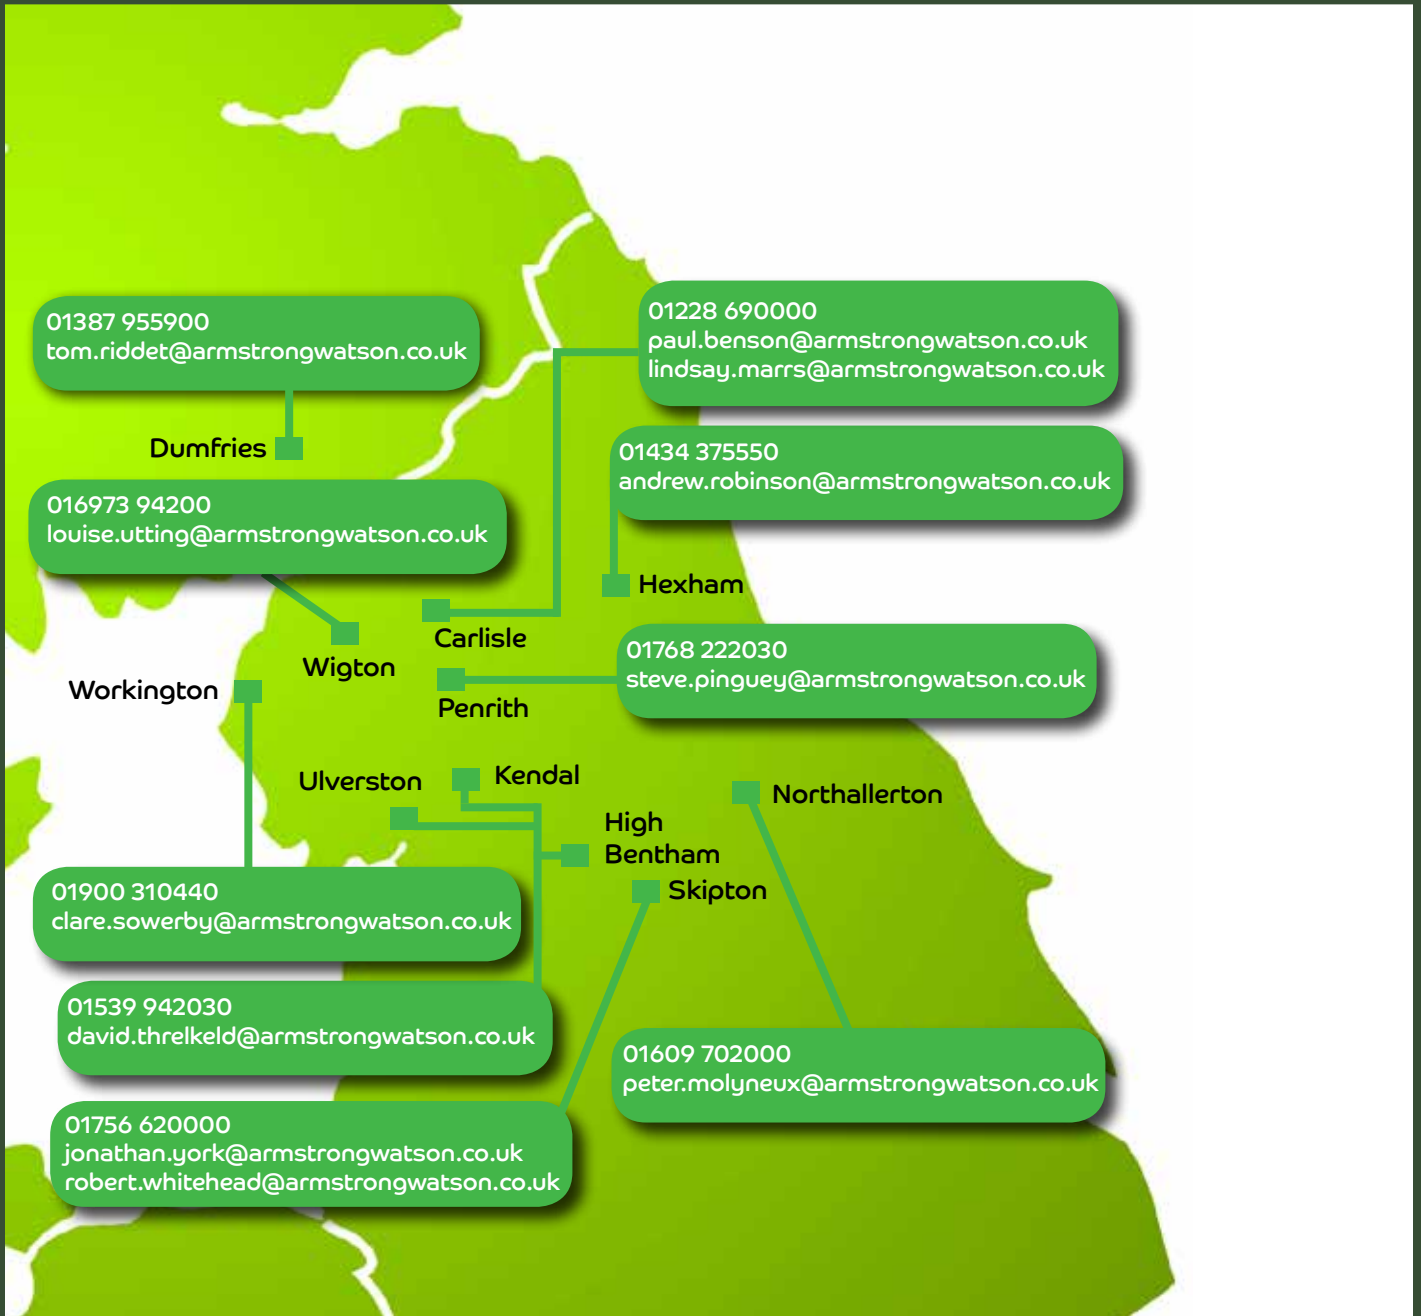 01387 955900
tom.riddet@armstrongwatson.co.uk
01228 690000
paul.benson@armstrongwatson.co.uk
lindsay.marrs@armstrongwatson.co.uk
Dumfries
01434 375550
andrew.robinson@armstrongwatson.co.uk
016973 94200
louise.utting@armstrongwatson.co.uk
Hexham
Carlisle
Wigton
01768 222030
steve.pinguey@armstrongwatson.co.uk
Workington
Penrith
Ulverston
Kendal
Northallerton
High
Bentham
Skipton
01900 310440
clare.sowerby@armstrongwatson.co.uk
01539 942030
david.threlkeld@armstrongwatson.co.uk
01609 702000
peter.molyneux@armstrongwatson.co.uk
01756 620000
jonathan.york@armstrongwatson.co.uk
robert.whitehead@armstrongwatson.co.uk